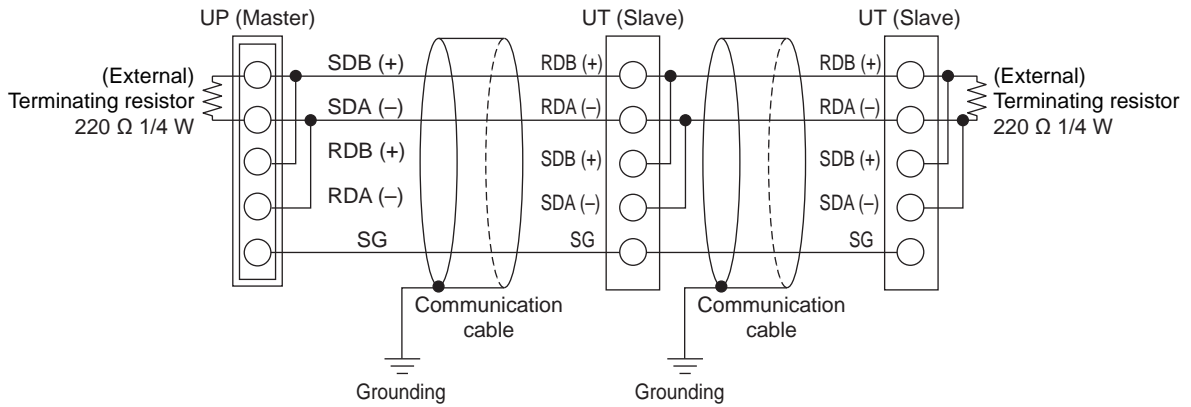 UP (Master)
UT (Slave)
UT (Slave)
(External)
Terminating resistor
220 Ω 1/4 W
SDB (+)
SDA (–)
RDB (+)
RDA (–)
SG
RDB (+)
RDA (–)
SDB (+)
SDA (–)
SG
RDB (+)
RDA (–)
SDB (+)
SDA (–)
SG
(External)
Terminating resistor
220 Ω 1/4 W
Communication
cable
Communication
cable
Grounding
Grounding